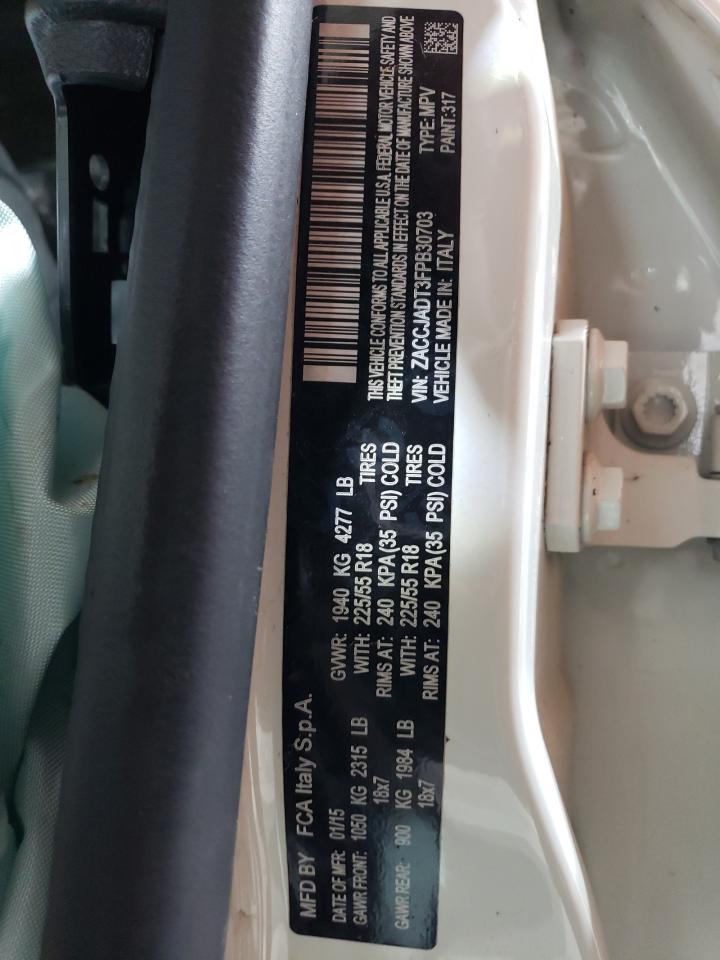 MFD BY FCA Italy S.p.A.
DATE OF MFR: 01/15 GVWR: 1940 KG 4277 LB
GAWR FRONT: 1050 KG 2315 LB WITH: 225/55 R18 TIRES
18x7 RIMS AT: 240 KPA(35 PSI) COLD
GAWR REAR: 900 KG 1984 LB WITH: 225/55 R18 TIRES
18x7 RIMS AT: 240 KPA(35 PSI) COLD
THIS VEHICLE CONFORMS TO ALL APPLICABLE U.S.A. FEDERAL MOTOR VEHICLE SAFETY AND
THEFT PREVENTION STANDARDS IN EFFECT ON THE DATE OF MANUFACTURE SHOWN ABOVE
VIN: ZACCJADT3FPB30703 TYPE: MPV
VEHICLE MADE IN: ITALY PAINT: 317